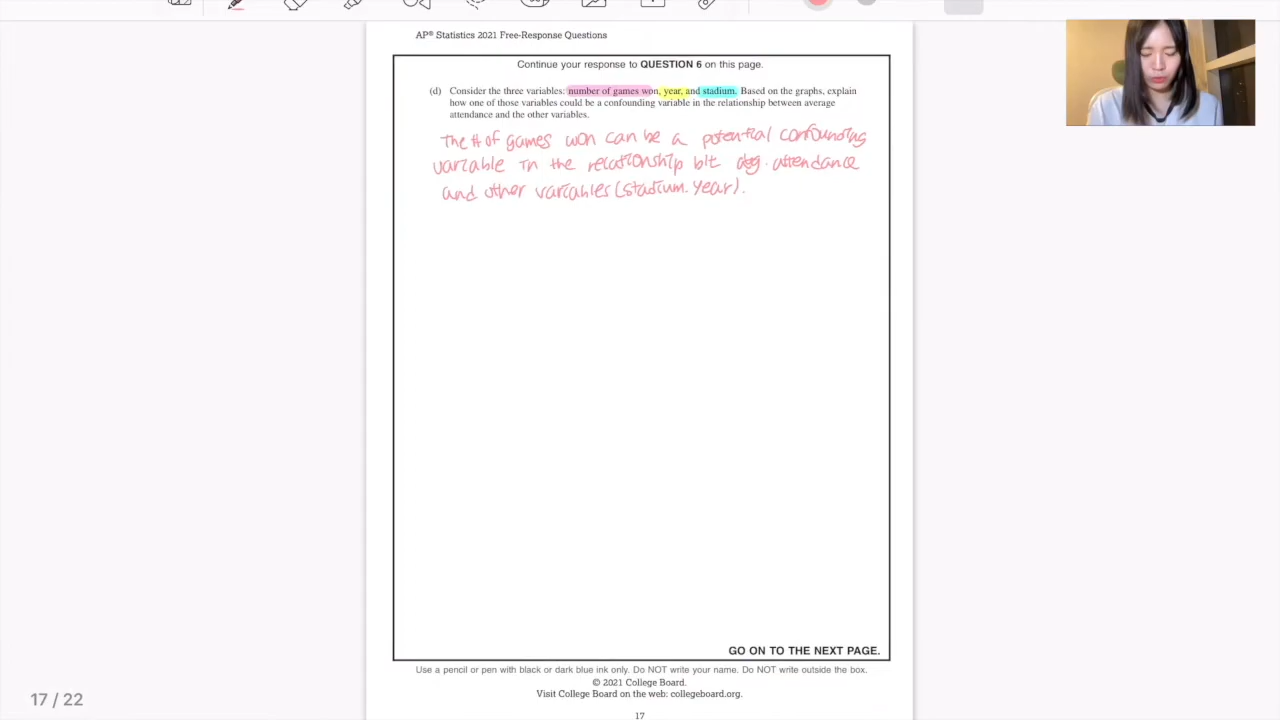 AP® Statistics 2021 Free-Response Questions
Continue your response to QUESTION 6 on this page.
(d) Consider the three variables: number of games won, year, and stadium. Based on the graphs, explain
how one of those variables could be a confounding variable in the relationship between average
attendance and the other variables.
The # of games won can be a potential confounding
variable in the relationship b/t avg. attendance
and other variables (stadium. year).
GO ON TO THE NEXT PAGE.
Use a pencil or pen with black or dark blue ink only. Do NOT write your name. Do NOT write outside the box.
© 2021 College Board.
Visit College Board on the web: collegeboard.org.
17 / 22
17